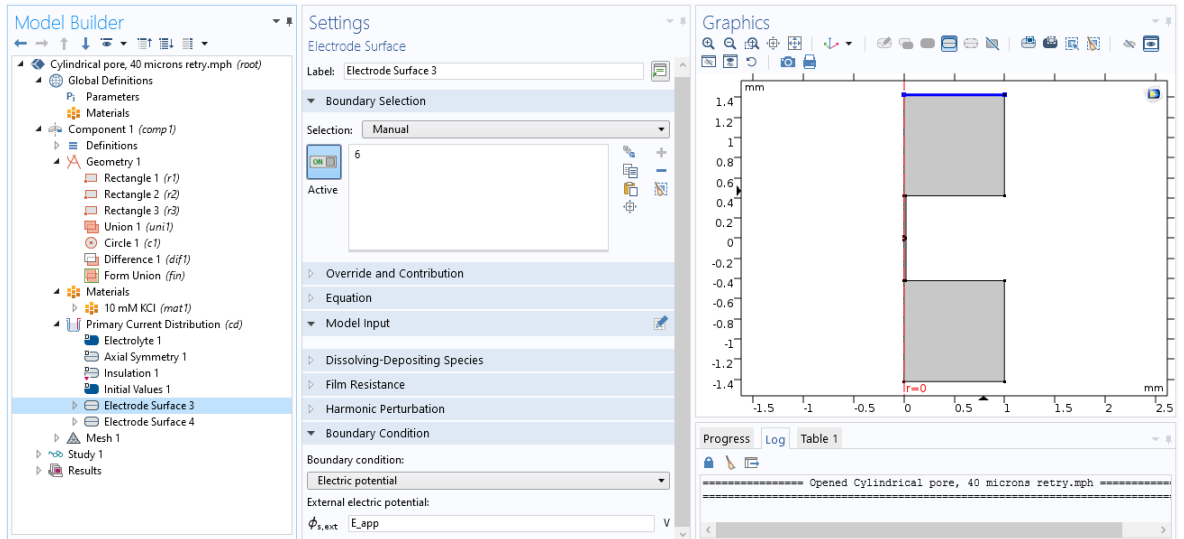 Model Builder
Cylindrical pore, 40 microns retry.mph (root)
Global Definitions
Pi Parameters
Materials
Component 1 (comp1)
Definitions
Geometry 1
Rectangle 1 (r1)
Rectangle 2 (r2)
Rectangle 3 (r3)
Union 1 (uni1)
Circle 1 (c1)
Difference 1 (dif1)
Form Union (fin)
Materials
10 mM KCl (mat1)
Primary Current Distribution (cd)
Electrolyte 1
Axial Symmetry 1
Insulation 1
Initial Values 1
Electrode Surface 3
Electrode Surface 4
Mesh 1
Study 1
Results
Settings
Electrode Surface
Label: Electrode Surface 3
Boundary Selection
Selection: Manual
ON
Active
6
Override and Contribution
Equation
Model Input
Dissolving-Depositing Species
Film Resistance
Harmonic Perturbation
Boundary Condition
Boundary condition:
Electric potential
External electric potential:
ϕs,ext E_app V
Graphics
mm
1.4
1.2
1
0.8
0.6
0.4
0.2
0
-0.2
-0.4
-0.6
-0.8
-1
-1.2
-1.4
r=0
mm
-1.5 -1 -0.5 0 0.5 1 1.5 2 2.5
Progress Log Table 1
================ Opened Cylindrical pore, 40 microns retry.mph ============